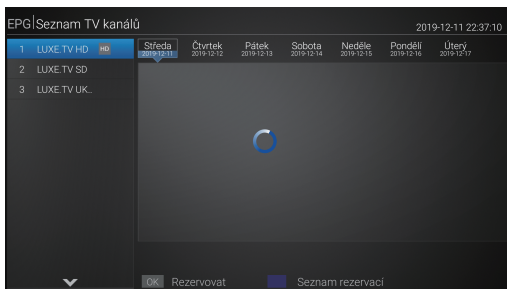 EPG|Seznam TV kanálů
2019-12-11 22:37:10
1 LUXE.TV HD HD
2 LUXE.TV SD
3 LUXE.TV UK..
Středa Čtvrtek Pátek Sobota Neděle Pondělí Úterý
2019-12-11 2019-12-12 2019-12-13 2019-12-14 2019-12-15 2019-12-16 2019-12-17
OK Rezervovat Seznam rezervací